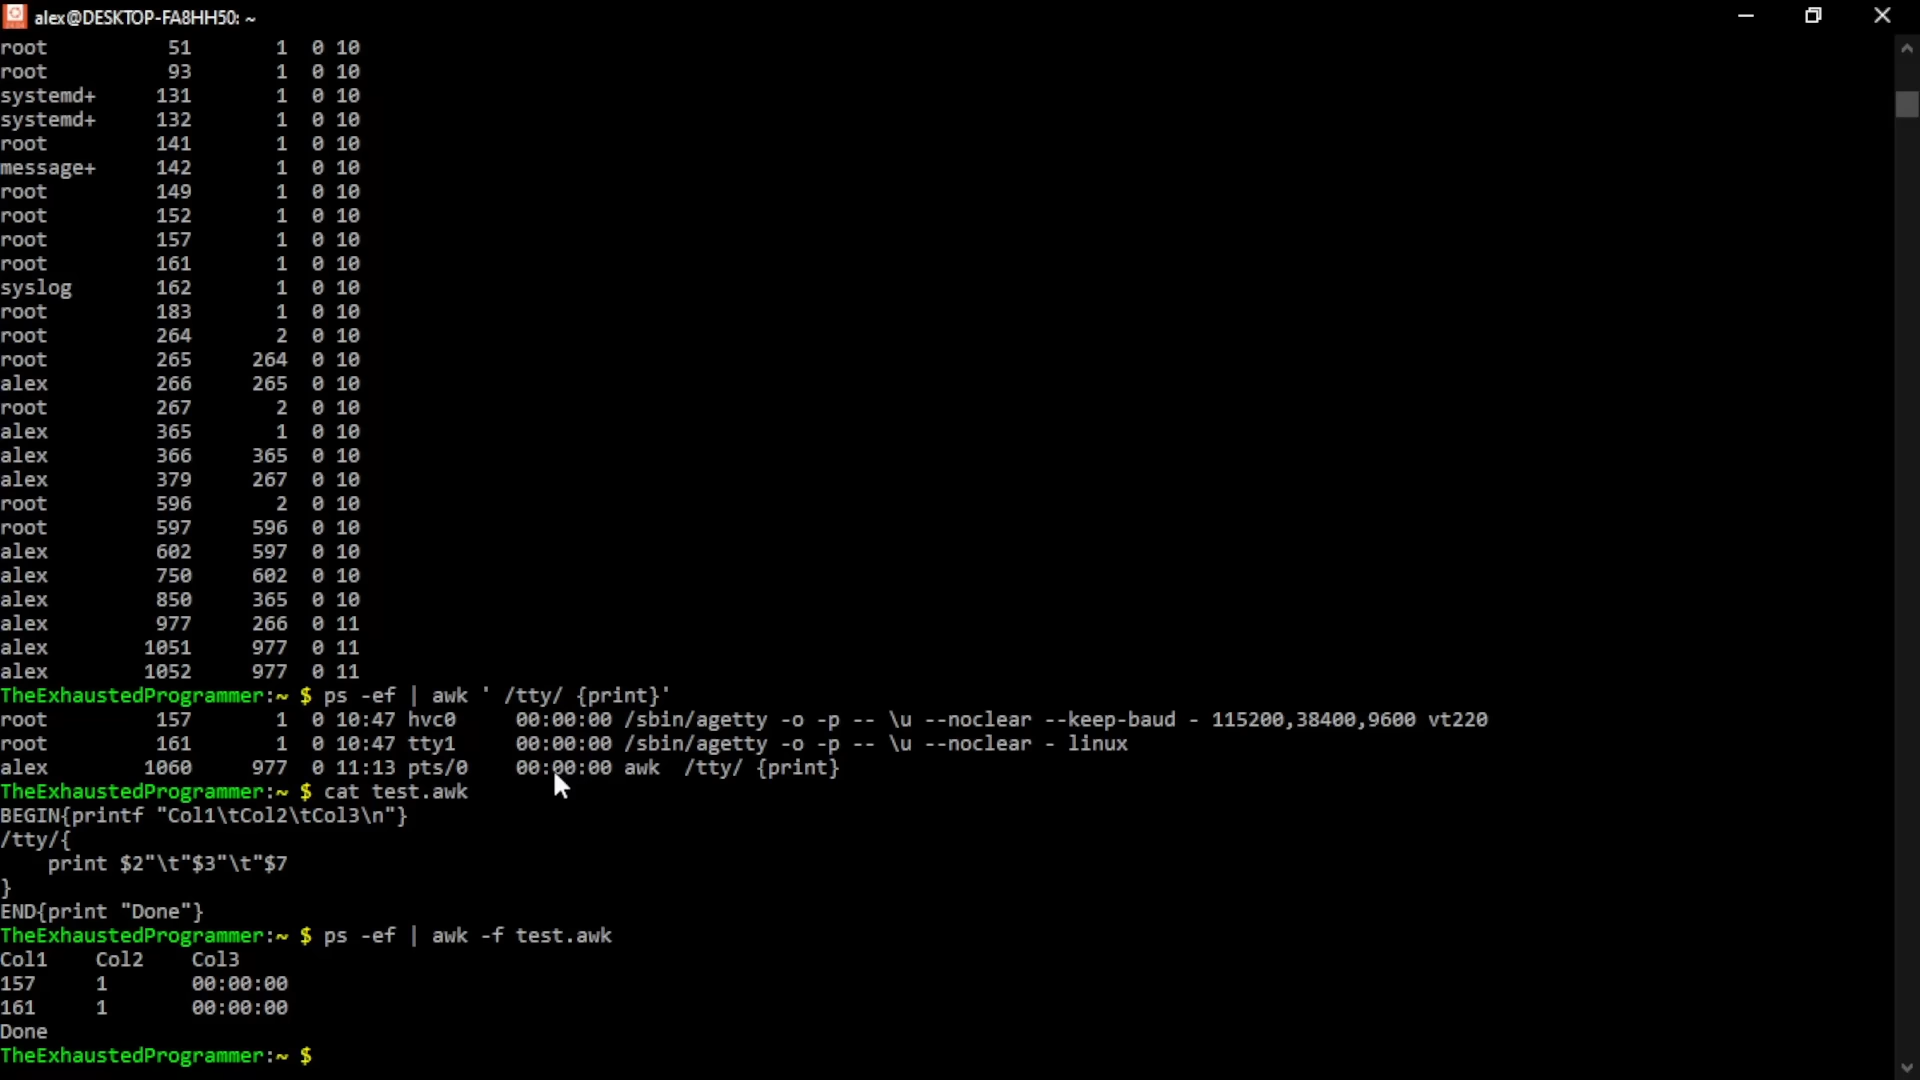 alex@DESKTOP-FA8HH50: ~
root 51 1 0 10
root 93 1 0 10
systemd+ 131 1 0 10
systemd+ 132 1 0 10
root 141 1 0 10
message+ 142 1 0 10
root 149 1 0 10
root 152 1 0 10
root 157 1 0 10
root 161 1 0 10
syslog 162 1 0 10
root 183 1 0 10
root 264 2 0 10
root 265 264 0 10
alex 266 265 0 10
root 267 2 0 10
alex 365 1 0 10
alex 366 365 0 10
alex 379 267 0 10
root 596 2 0 10
root 597 596 0 10
alex 602 597 0 10
alex 750 602 0 10
alex 850 365 0 10
alex 977 266 0 11
alex 1051 977 0 11
alex 1052 977 0 11
TheExhaustedProgrammer:~ $ ps -ef | awk ' /tty/ {print}'
root 157 1 0 10:47 hvc0 00:00:00 /sbin/agetty -o -p -- \u --noclear --keep-baud - 115200,38400,9600 vt220
root 161 1 0 10:47 tty1 00:00:00 /sbin/agetty -o -p -- \u --noclear - linux
alex 1060 977 0 11:13 pts/0 00:00:00 awk  /tty/ {print}
TheExhaustedProgrammer:~ $ cat test.awk
BEGIN{printf "Col1\tCol2\tCol3\n"}
/tty/{
    print $2"\t"$3"\t"$7
}
END{print "Done"}
TheExhaustedProgrammer:~ $ ps -ef | awk -f test.awk
Col1 Col2 Col3
157 1 00:00:00
161 1 00:00:00
Done
TheExhaustedProgrammer:~ $